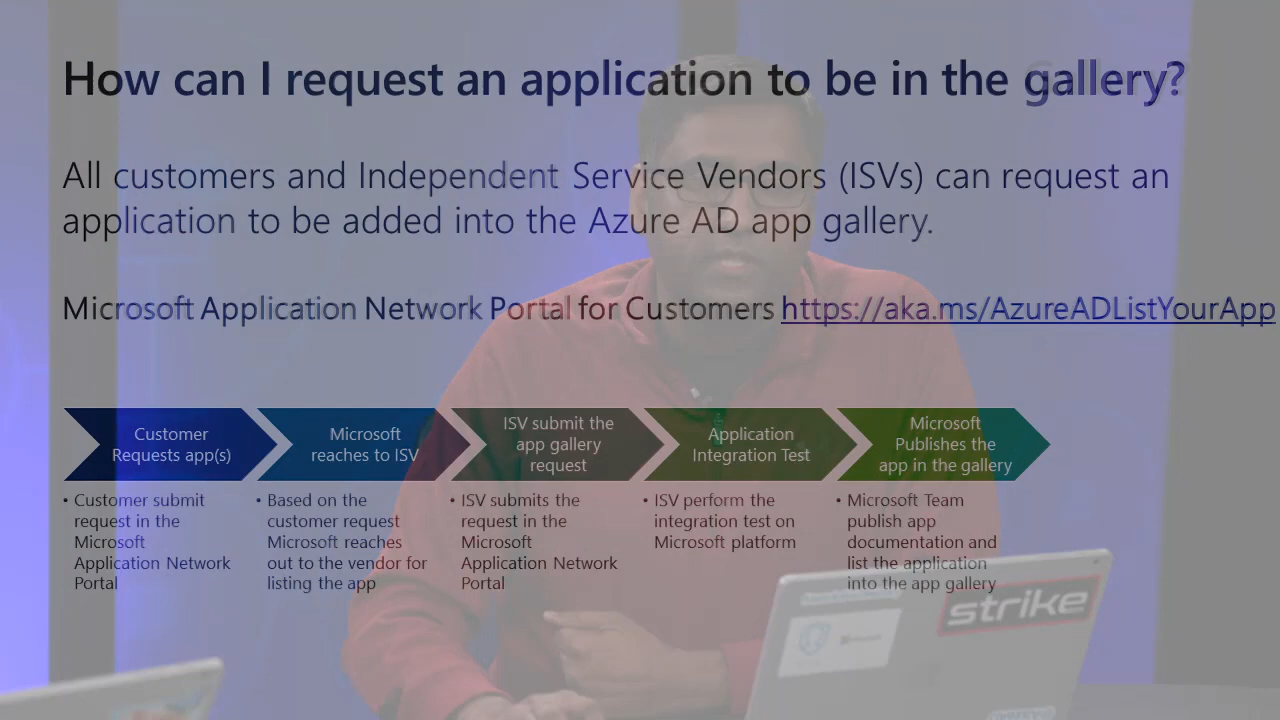 How can I request an application to be in the gallery?
All customers and Independent Service Vendors (ISVs) can request an
application to be added into the Azure AD app gallery.
Microsoft Application Network Portal for Customers https://aka.ms/AzureADListYourApp
Customer
Requests app(s)
Microsoft
reaches to ISV
ISV submit the
app gallery
request
Application
Integration Test
Microsoft
Publishes the
app in the gallery
• Customer submit
request in the
Microsoft
Application Network
Portal
• Based on the
customer request
Microsoft reaches
out to the vendor for
listing the app
• ISV submits the
request in the
Microsoft
Application Network
Portal
• ISV perform the
integration test on
Microsoft platform
• Microsoft Team
publish app
documentation and
list the application
into the app gallery
strike